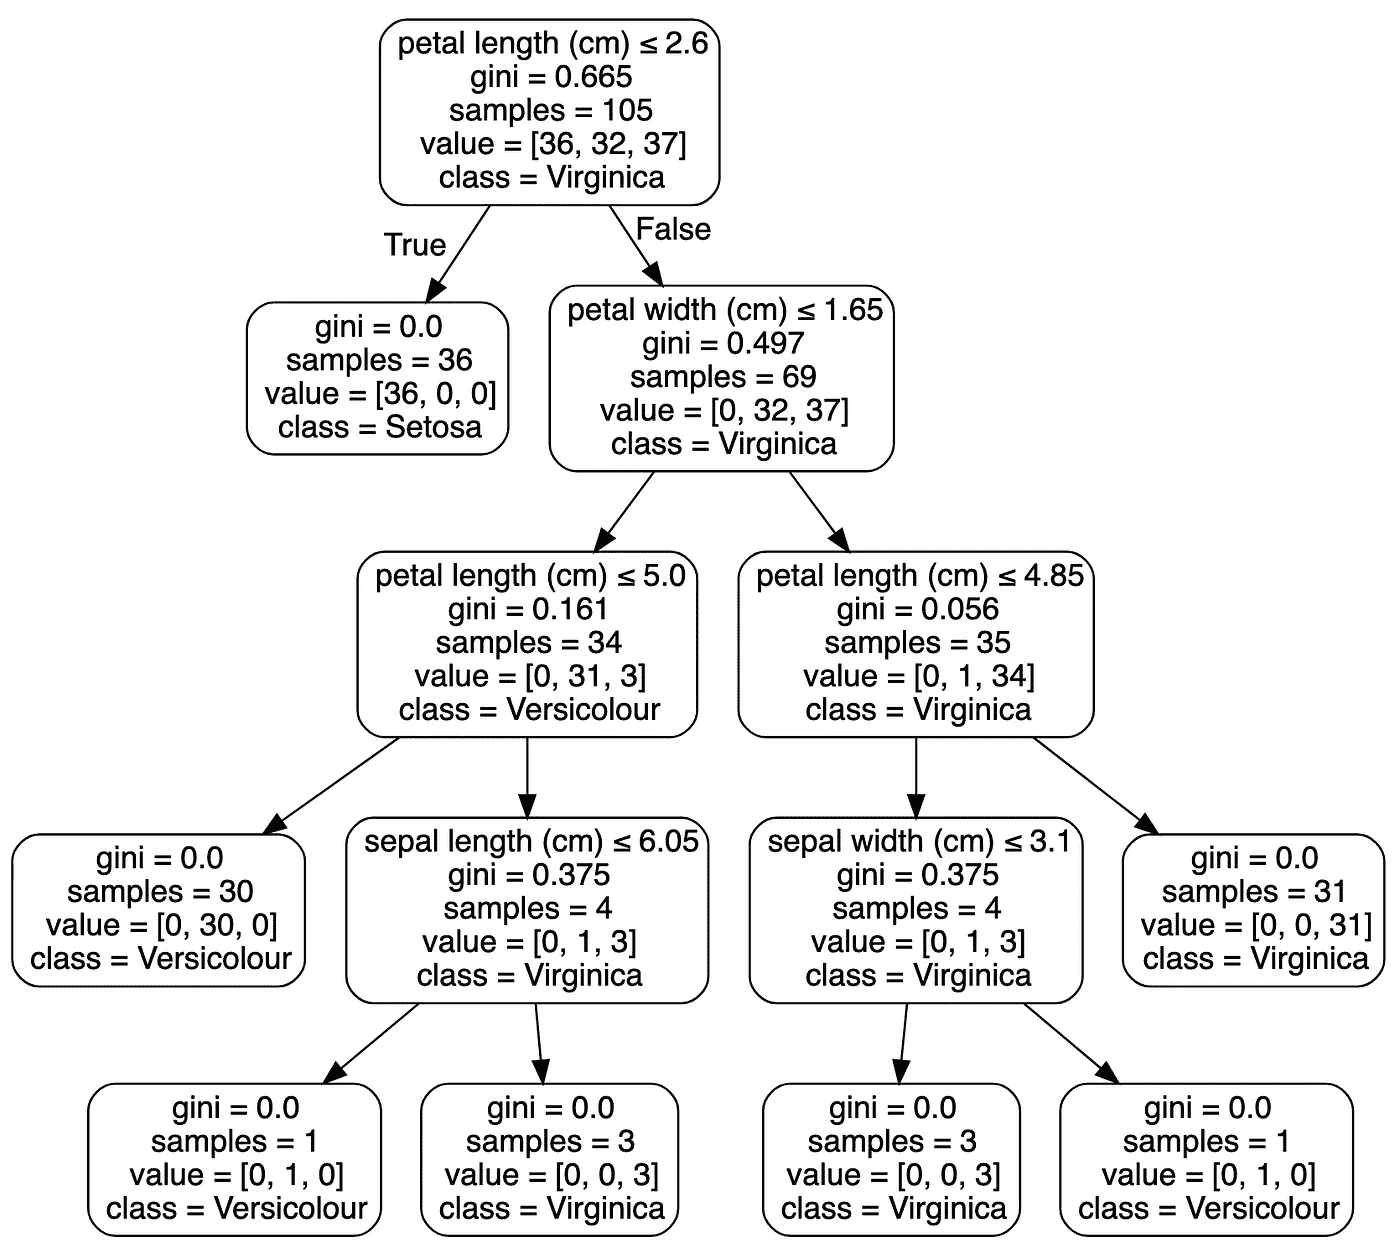 petal length (cm) ≤ 2.6
gini = 0.665
samples = 105
value = [36, 32, 37]
class = Virginica
True
False
gini = 0.0
samples = 36
value = [36, 0, 0]
class = Setosa
petal width (cm) ≤ 1.65
gini = 0.497
samples = 69
value = [0, 32, 37]
class = Virginica
petal length (cm) ≤ 5.0
gini = 0.161
samples = 34
value = [0, 31, 3]
class = Versicolour
petal length (cm) ≤ 4.85
gini = 0.056
samples = 35
value = [0, 1, 34]
class = Virginica
gini = 0.0
samples = 30
value = [0, 30, 0]
class = Versicolour
sepal length (cm) ≤ 6.05
gini = 0.375
samples = 4
value = [0, 1, 3]
class = Virginica
sepal width (cm) ≤ 3.1
gini = 0.375
samples = 4
value = [0, 1, 3]
class = Virginica
gini = 0.0
samples = 31
value = [0, 0, 31]
class = Virginica
gini = 0.0
samples = 1
value = [0, 1, 0]
class = Versicolour
gini = 0.0
samples = 3
value = [0, 0, 3]
class = Virginica
gini = 0.0
samples = 3
value = [0, 0, 3]
class = Virginica
gini = 0.0
samples = 1
value = [0, 1, 0]
class = Versicolour